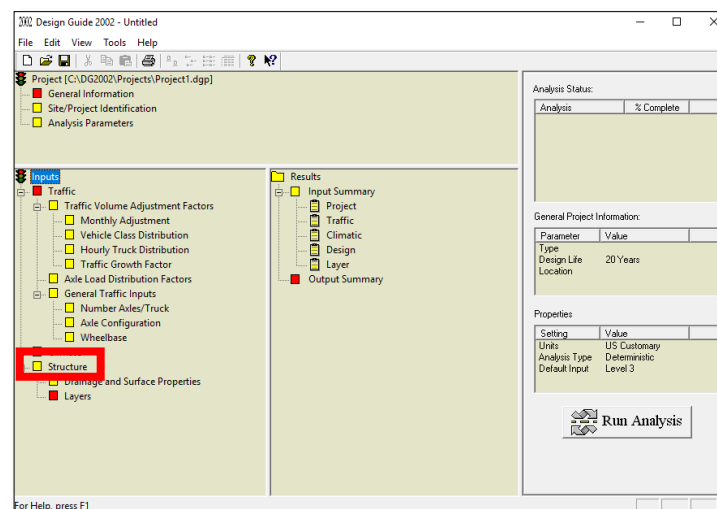 2002 Design Guide 2002 - Untitled
File Edit View Tools Help
Project [C:\DG2002\Projects\Project1.dgp]
General Information
Site/Project Identification
Analysis Parameters
Inputs
Traffic
Traffic Volume Adjustment Factors
Monthly Adjustment
Vehicle Class Distribution
Hourly Truck Distribution
Traffic Growth Factor
Axle Load Distribution Factors
General Traffic Inputs
Number Axles/Truck
Axle Configuration
Wheelbase
Structure
Drainage and Surface Properties
Layers
Results
Input Summary
Project
Traffic
Climatic
Design
Layer
Output Summary
Analysis Status:
Analysis % Complete
General Project Information:
Parameter Value
Type
Design Life 20 Years
Location
Properties
Setting Value
Units US Customary
Analysis Type Deterministic
Default Input Level 3
Run Analysis
For Help, press F1